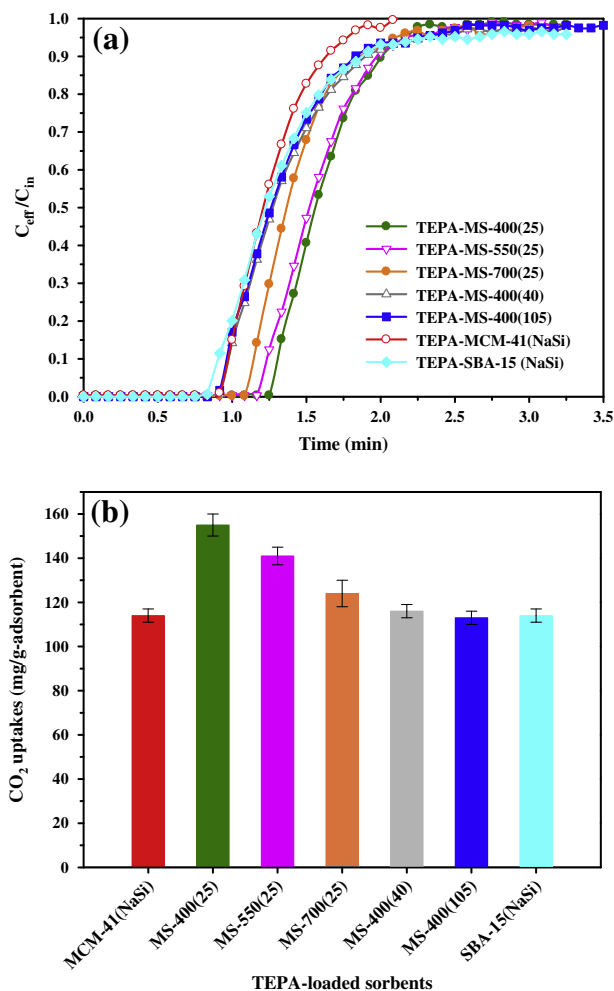 (a)
C_eff/C_in
1.0
0.9
0.8
0.7
0.6
0.5
0.4
0.3
0.2
0.1
0.0
TEPA-MS-400(25)
TEPA-MS-550(25)
TEPA-MS-700(25)
TEPA-MS-400(40)
TEPA-MS-400(105)
TEPA-MCM-41(NaSi)
TEPA-SBA-15 (NaSi)
0.0 0.5 1.0 1.5 2.0 2.5 3.0 3.5
Time (min)
(b)
CO₂ uptakes (mg/g-adsorbent)
160
140
120
100
80
60
40
20
0
MCM-41(NaSi)
MS-400(25)
MS-550(25)
MS-700(25)
MS-400(40)
MS-400(105)
SBA-15(NaSi)
TEPA-loaded sorbents